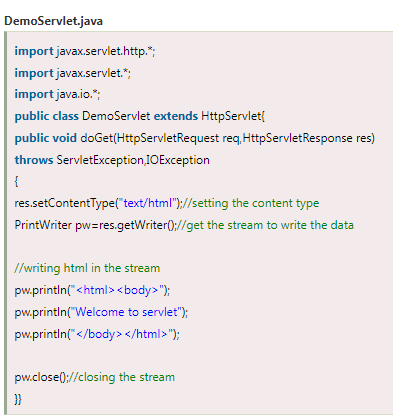 DemoServlet.java
import javax.servlet.http.*;
import javax.servlet.*;
import java.io.*;
public class DemoServlet extends HttpServlet{
public void doGet(HttpServletRequest req,HttpServletResponse res)
throws ServletException,IOException
{
res.setContentType("text/html");//setting the content type
PrintWriter pw=res.getWriter();//get the stream to write the data
//writing html in the stream
pw.println("<html><body>");
pw.println("Welcome to servlet");
pw.println("</body></html>");
pw.close();//closing the stream
}}